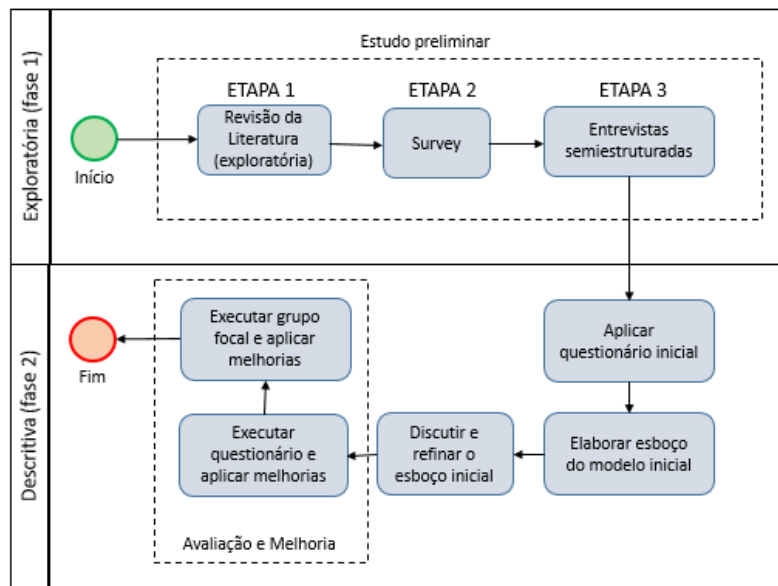 Exploratória (fase 1)
Estudo preliminar
ETAPA 1
ETAPA 2
ETAPA 3
Início
Revisão da
Literatura
(exploratória)
Survey
Entrevistas
semiestruturadas
Descritiva (fase 2)
Aplicar
questionário inicial
Elaborar esboço
do modelo inicial
Discutir e
refinar o
esboço inicial
Executar
questionário e
aplicar melhorias
Executar grupo
focal e aplicar
melhorias
Fim
Avaliação e Melhoria